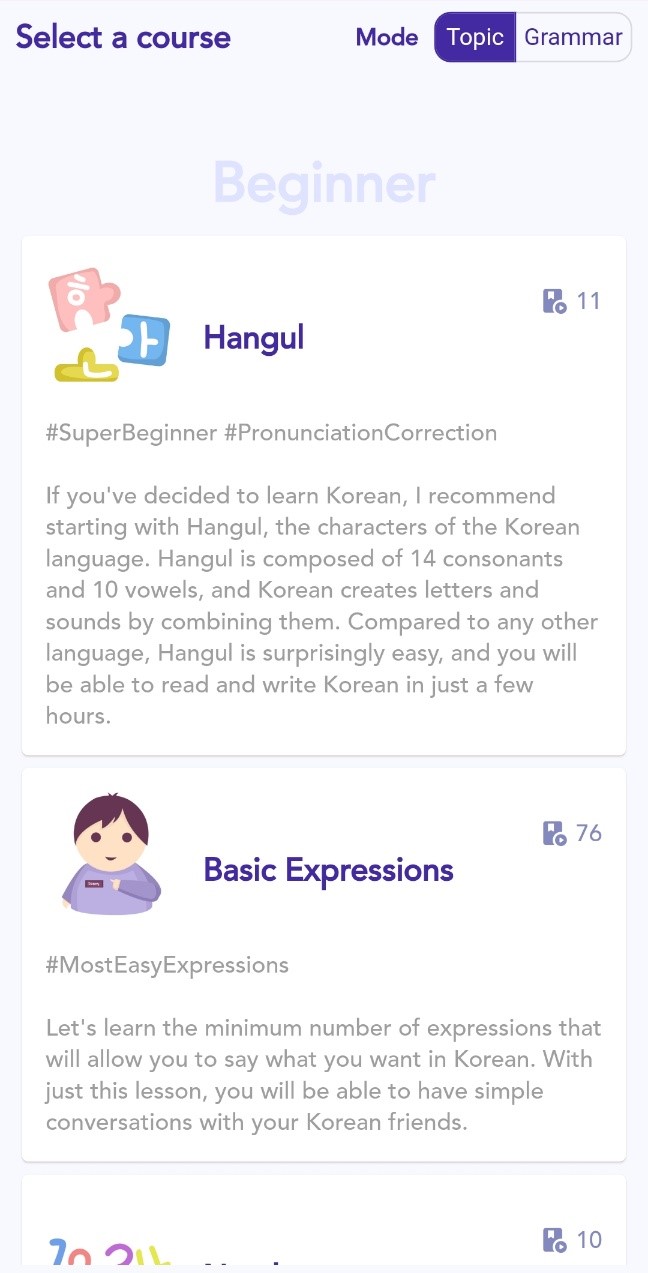 Select a course
Mode
Topic
Grammar
Beginner
11
Hangul
#SuperBeginner #PronunciationCorrection
If you've decided to learn Korean, I recommend
starting with Hangul, the characters of the Korean
language. Hangul is composed of 14 consonants
and 10 vowels, and Korean creates letters and
sounds by combining them. Compared to any other
language, Hangul is surprisingly easy, and you will
be able to read and write Korean in just a few
hours.
76
Basic Expressions
#MostEasyExpressions
Let's learn the minimum number of expressions that
will allow you to say what you want in Korean. With
just this lesson, you will be able to have simple
conversations with your Korean friends.
10